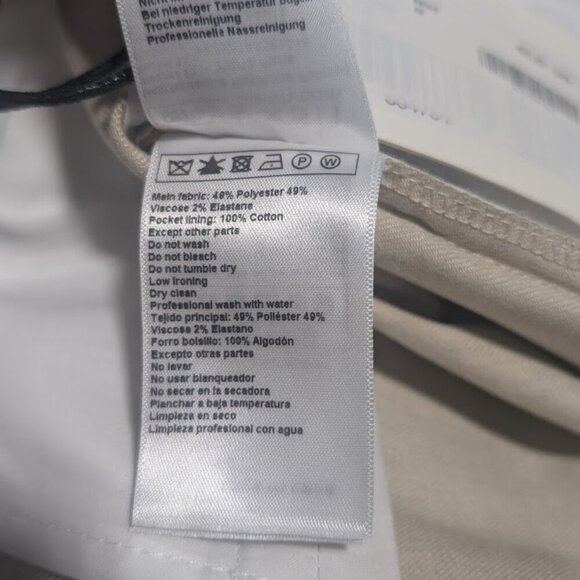 Bei niedriger Temperatur
Trockenreinigung
Professionelle Nassreinigung
P W
Main fabric: 49% Polyester 49%
Viscose 2% Elastane
Pocket lining: 100% Cotton
Except other parts
Do not wash
Do not bleach
Do not tumble dry
Low ironing
Dry clean
Professional wash with water
Tejido principal: 49% Poliéster 49%
Viscose 2% Elastano
Forro bolsillo: 100% Algodón
Excepto otras partes
No lavar
No usar blanqueador
No secar en la secadora
Planchar a baja temperatura
Limpieza en seco
Limpieza profesional con agua